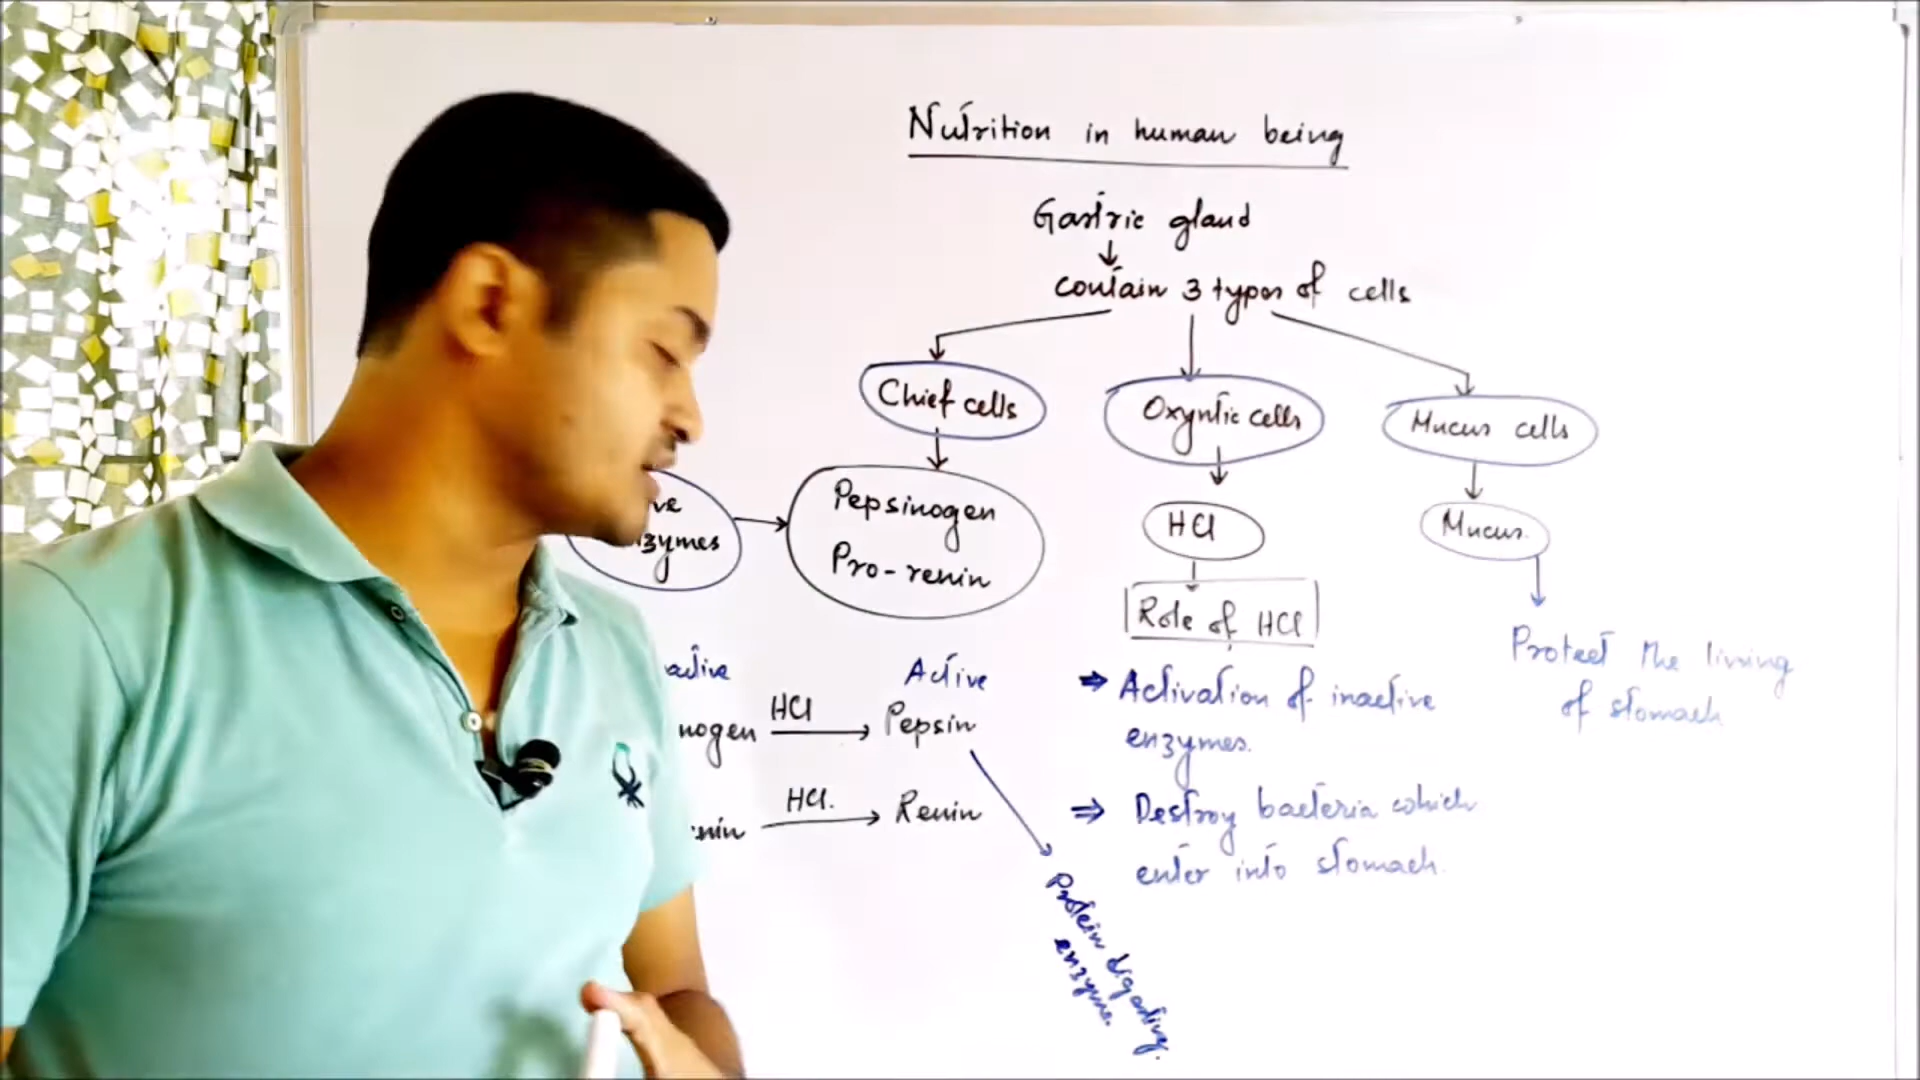 Nutrition in human being
Gastric gland
contain 3 types of cells
Chief cells
Oxyntic cells
Mucus cells
Pepsinogen
Pro-renin
HCl
Mucus.
Role of HCl
Protect the lining
of stomach
Active
HCl
Pepsin
HCl.
Renin
Protein digesting
enzyme.
⇒ Activation of inactive
enzymes.
⇒ Destroy bacteria which
enter into stomach.